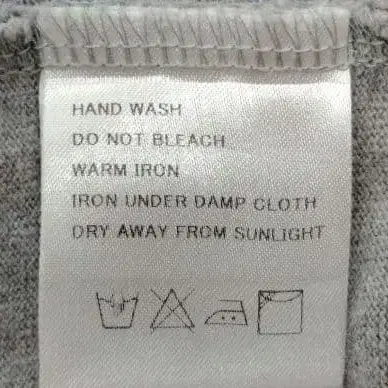 HAND WASH
DO NOT BLEACH
WARM IRON
IRON UNDER DAMP CLOTH
DRY AWAY FROM SUNLIGHT